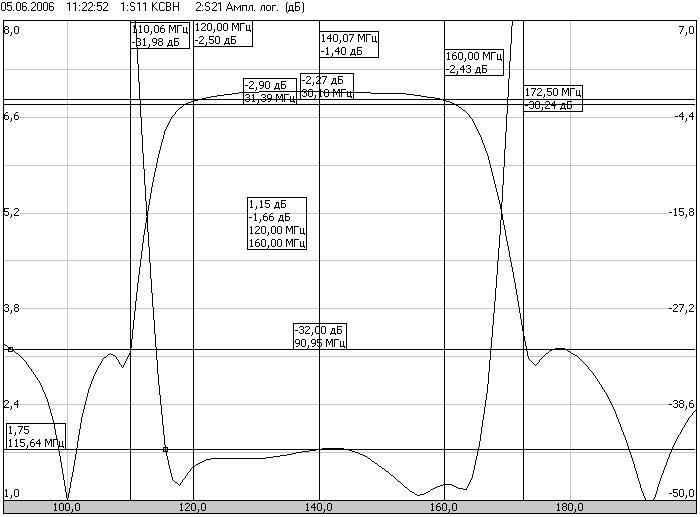 05.06.2006 11:22:52 1:S11 КСВН 2:S21 Ампл. лог. (дБ)
8,0
110,06 МГц
-31,98 дБ
120,00 МГц
-2,50 дБ
140,07 МГц
-1,40 дБ
160,00 МГц
-2,43 дБ
7,0
-2,90 дБ
31,39 МГц
-2,27 дБ
30,10 МГц
172,50 МГц
-30,24 дБ
6,6
-4,4
1,15 дБ
-1,66 дБ
120,00 МГц
160,00 МГц
5,2
-15,8
3,8
-27,2
-32,00 дБ
90,95 МГц
2,4
-38,6
1,75
115,64 МГц
1,0
-50,0
100,0
120,0
140,0
160,0
180,0